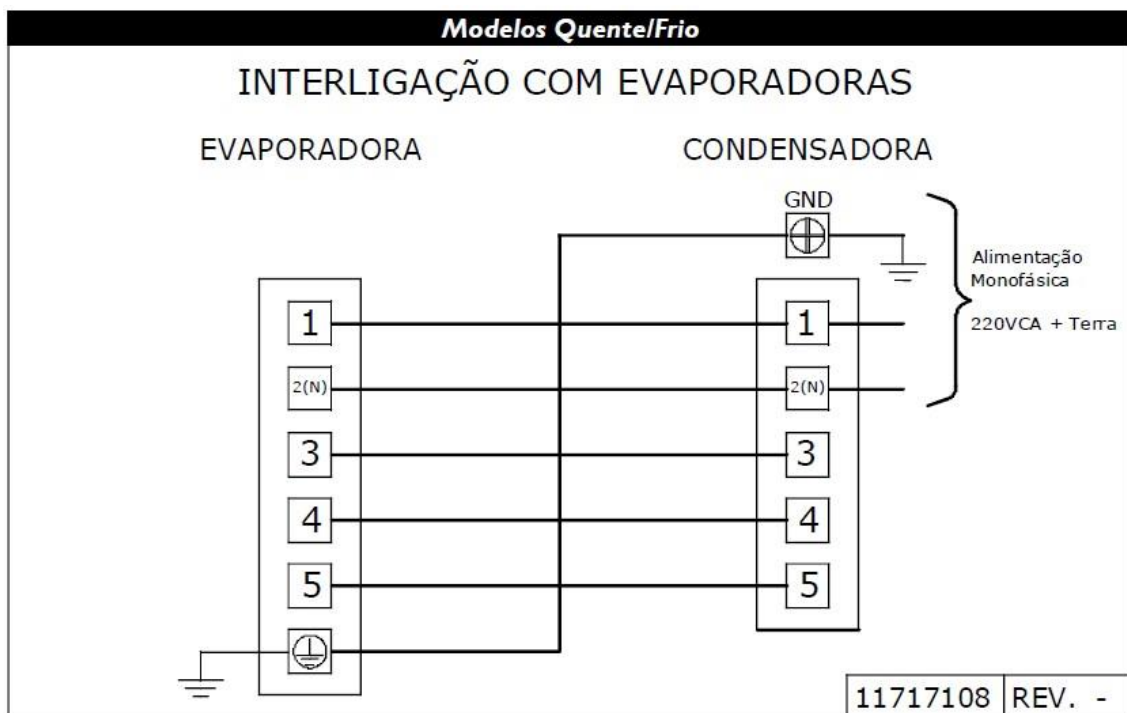 Modelos Quente/Frio
INTERLIGAÇÃO COM EVAPORADORAS
EVAPORADORA
CONDENSADORA
GND
Alimentação
Monofásica
220VCA + Terra
1
1
2(N)
2(N)
3
3
4
4
5
5
11717108 REV. -